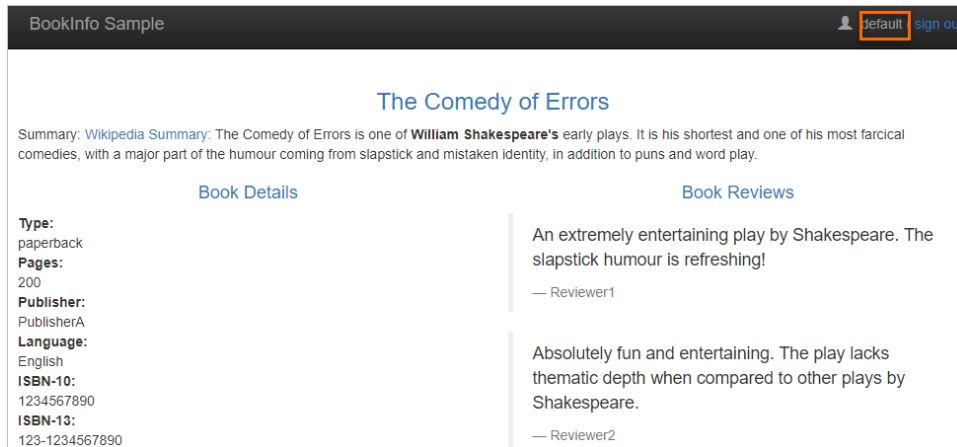 BookInfo Sample
default sign ou
The Comedy of Errors
Summary: Wikipedia Summary: The Comedy of Errors is one of William Shakespeare's early plays. It is his shortest and one of his most farcical
comedies, with a major part of the humour coming from slapstick and mistaken identity, in addition to puns and word play.
Book Details
Type:
paperback
Pages:
200
Publisher:
PublisherA
Language:
English
ISBN-10:
1234567890
ISBN-13:
123-1234567890
Book Reviews
An extremely entertaining play by Shakespeare. The
slapstick humour is refreshing!
— Reviewer1
Absolutely fun and entertaining. The play lacks
thematic depth when compared to other plays by
Shakespeare.
— Reviewer2